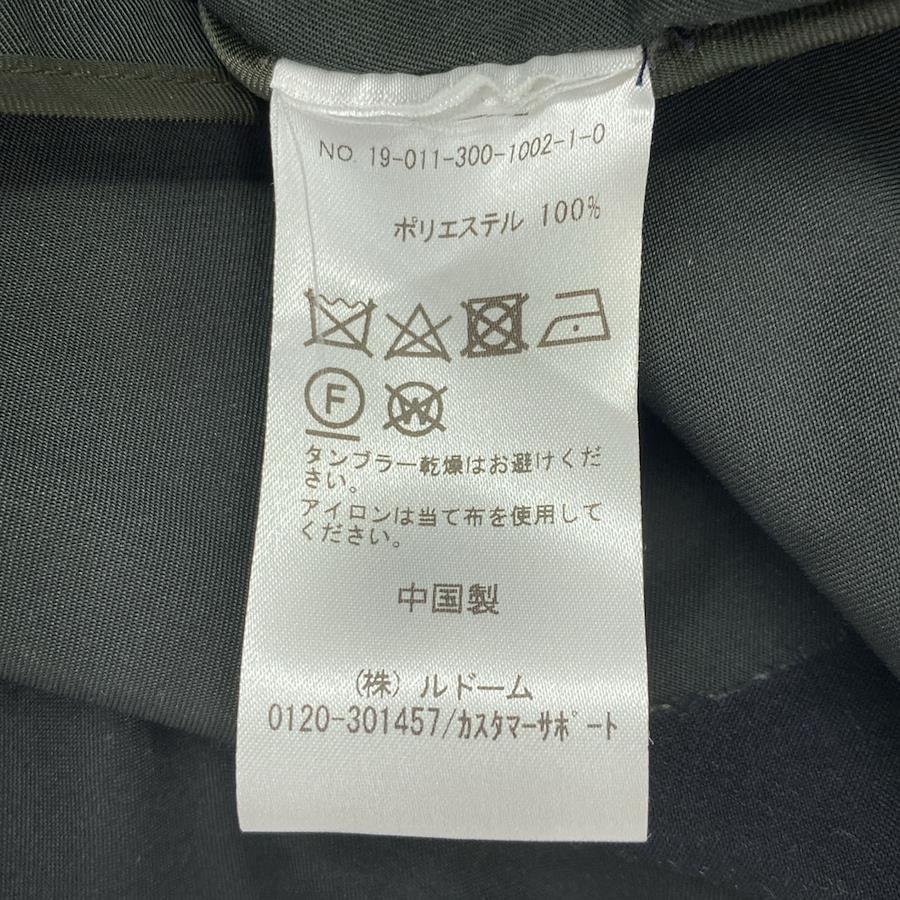 NO. 19-011-300-1002-1-0
ポリエステル 100%
F W
タンブラー乾燥はお避けくだ
さい。
アイロンは当て布を使用して
ください。
中国製
(株) ルドーム
0120-301457/カスタマーサポート